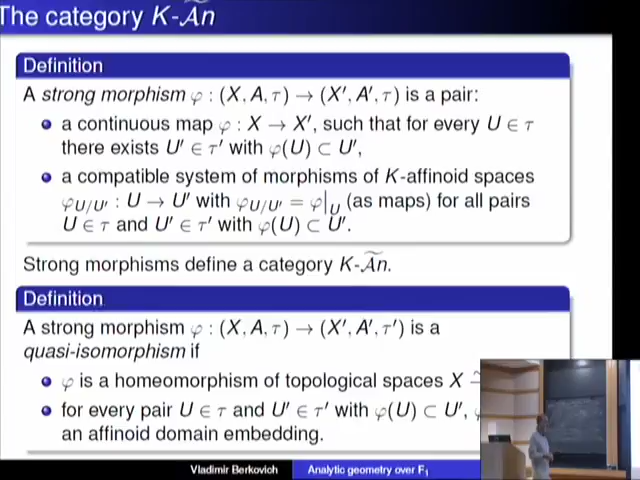 The category K-Ãn
Definition
A strong morphism φ : (X, A, τ) → (X′, A′, τ) is a pair:
a continuous map φ : X → X′, such that for every U ∈ τ
there exists U′ ∈ τ′ with φ(U) ⊂ U′,
a compatible system of morphisms of K-affinoid spaces
φU/U′ : U → U′ with φU/U′ = φ|U (as maps) for all pairs
U ∈ τ and U′ ∈ τ′ with φ(U) ⊂ U′.
Strong morphisms define a category K-Ãn.
Definition
A strong morphism φ : (X, A, τ) → (X′, A′, τ′) is a
quasi-isomorphism if
φ is a homeomorphism of topological spaces X
for every pair U ∈ τ and U′ ∈ τ′ with φ(U) ⊂ U′,
an affinoid domain embedding.
Vladimir Berkovich Analytic geometry over F1